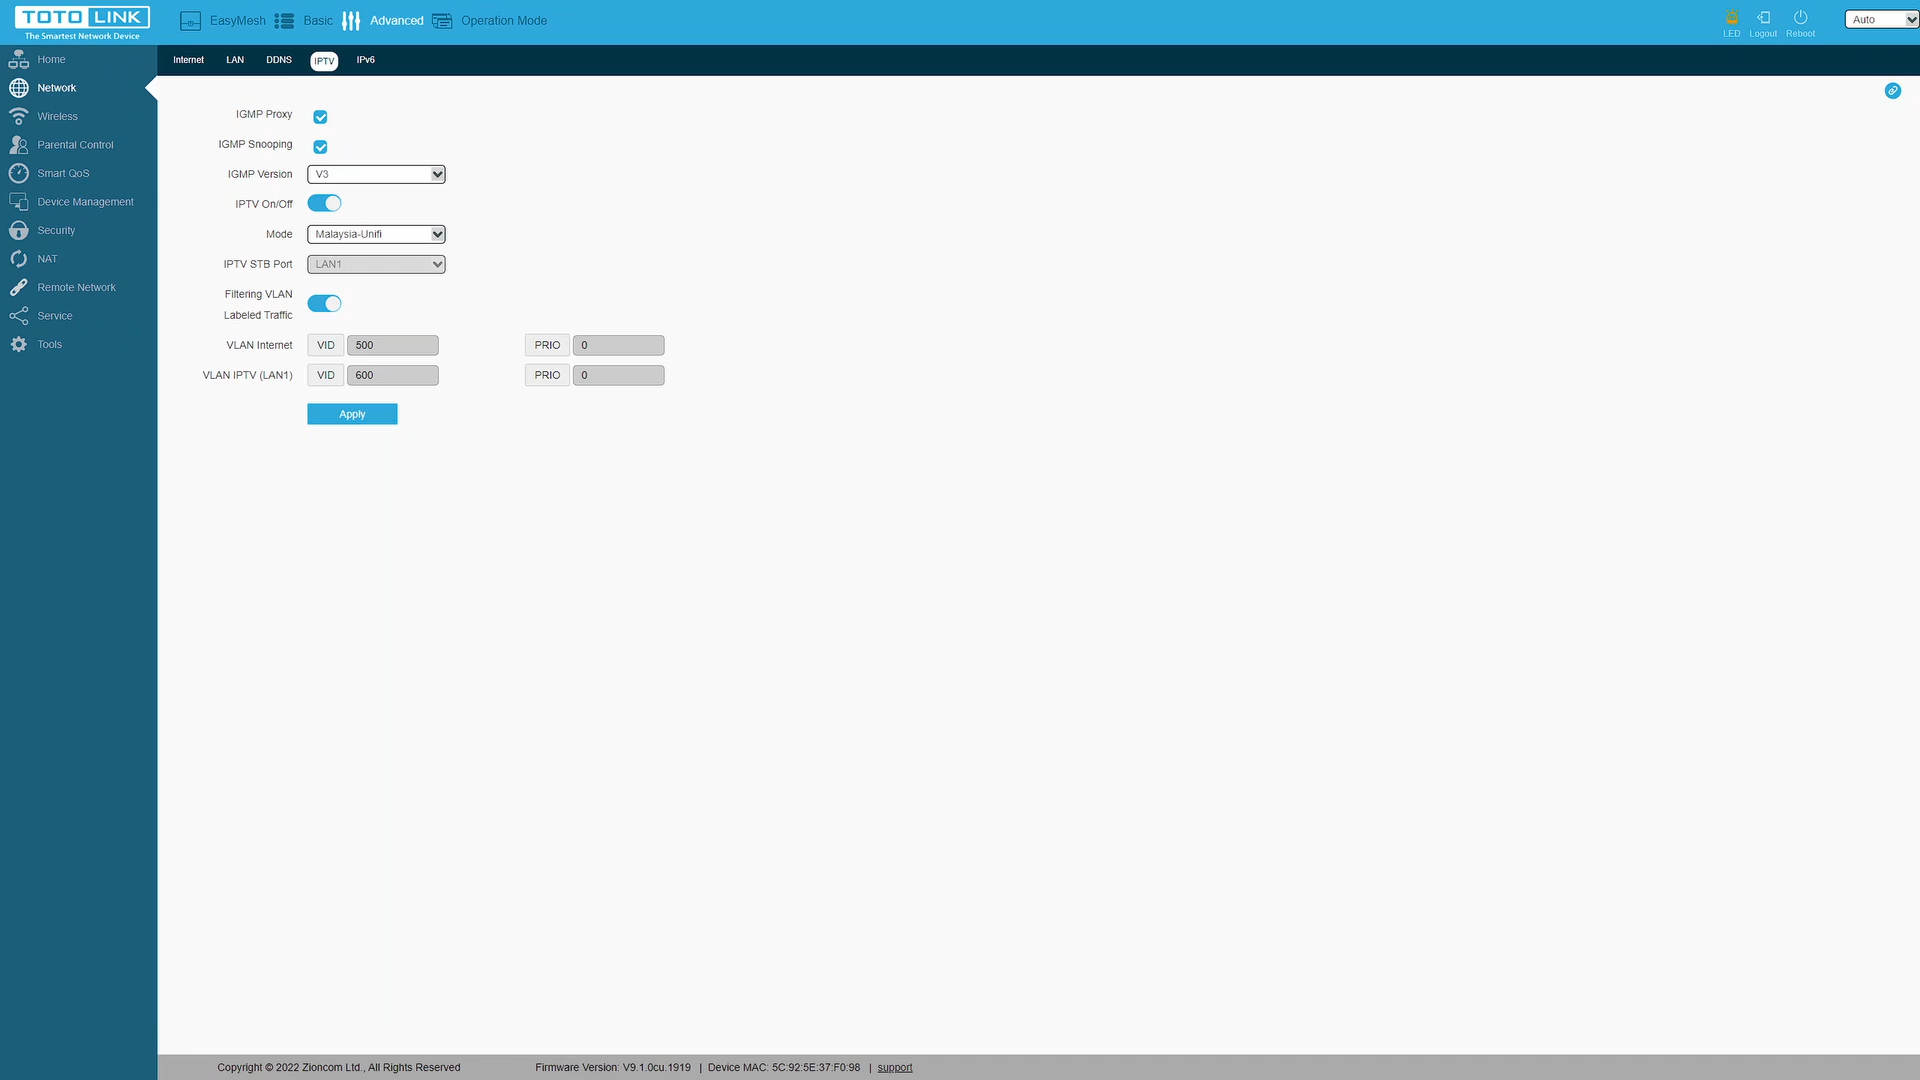 TOTO LINK
The Smartest Network Device
EasyMesh Basic Advanced Operation Mode
LED Logout Reboot
Auto
Home
Network
Wireless
Parental Control
Smart QoS
Device Management
Security
NAT
Remote Network
Service
Tools
Internet LAN DDNS IPTV IPv6
IGMP Proxy
IGMP Snooping
IGMP Version V3
IPTV On/Off
Mode Malaysia-Unifi
IPTV STB Port LAN1
Filtering VLAN
Labeled Traffic
VLAN Internet VID 500 PRIO 0
VLAN IPTV (LAN1) VID 600 PRIO 0
Apply
Copyright © 2022 Zioncom Ltd., All Rights Reserved Firmware Version: V9.1.0cu.1919 | Device MAC: 5C:92:5E:37:F0:98 | support